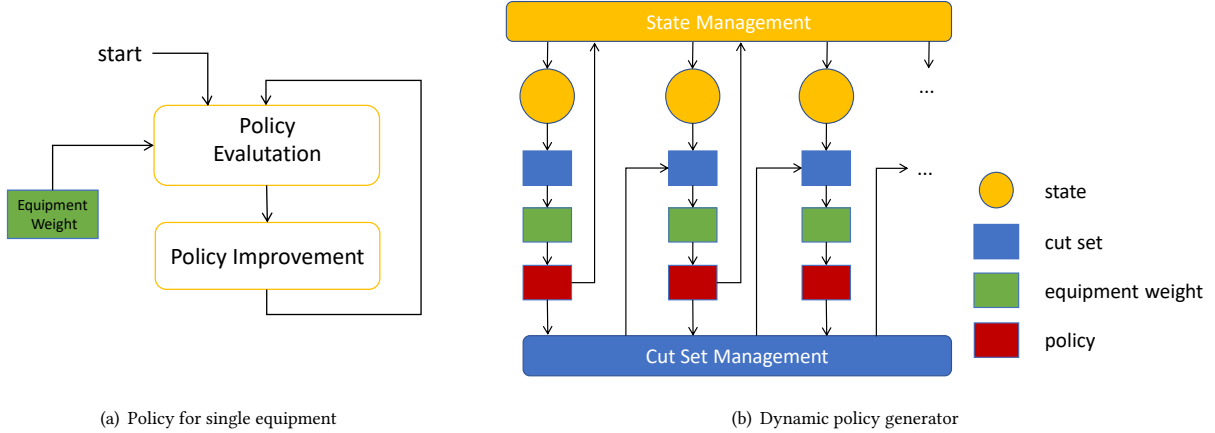 start
Policy
Evalutation
Equipment
Weight
Policy Improvement
(a) Policy for single equipment
State Management
...
...
Cut Set Management
state
cut set
equipment weight
policy
(b) Dynamic policy generator